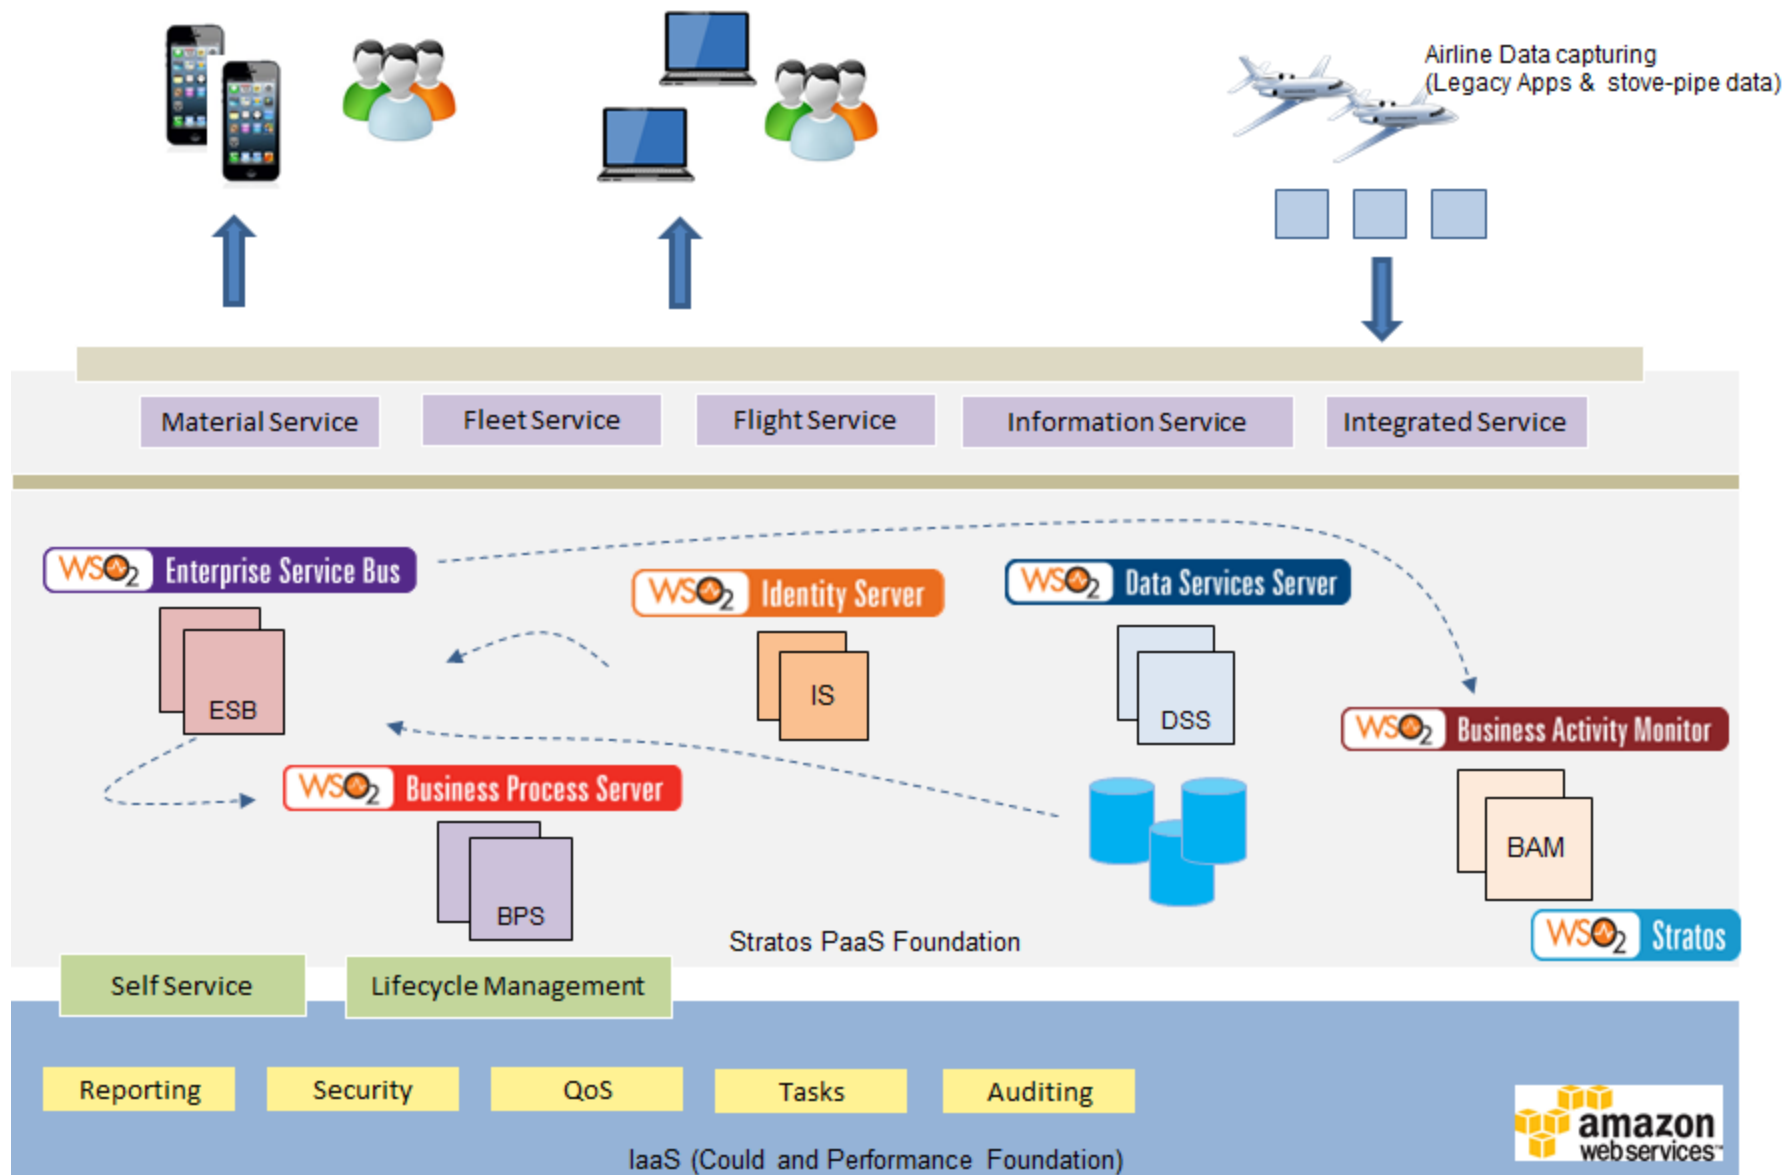 Airline Data capturing
(Legacy Apps & stove-pipe data)
Material Service
Fleet Service
Flight Service
Information Service
Integrated Service
WSO2 Enterprise Service Bus
WSO2 Identity Server
WSO2 Data Services Server
ESB
IS
DSS
WSO2 Business Activity Monitor
WSO2 Business Process Server
BAM
BPS
Stratos PaaS Foundation
WSO2 Stratos
Self Service
Lifecycle Management
Reporting
Security
QoS
Tasks
Auditing
amazon
webservices™
IaaS (Could and Performance Foundation)